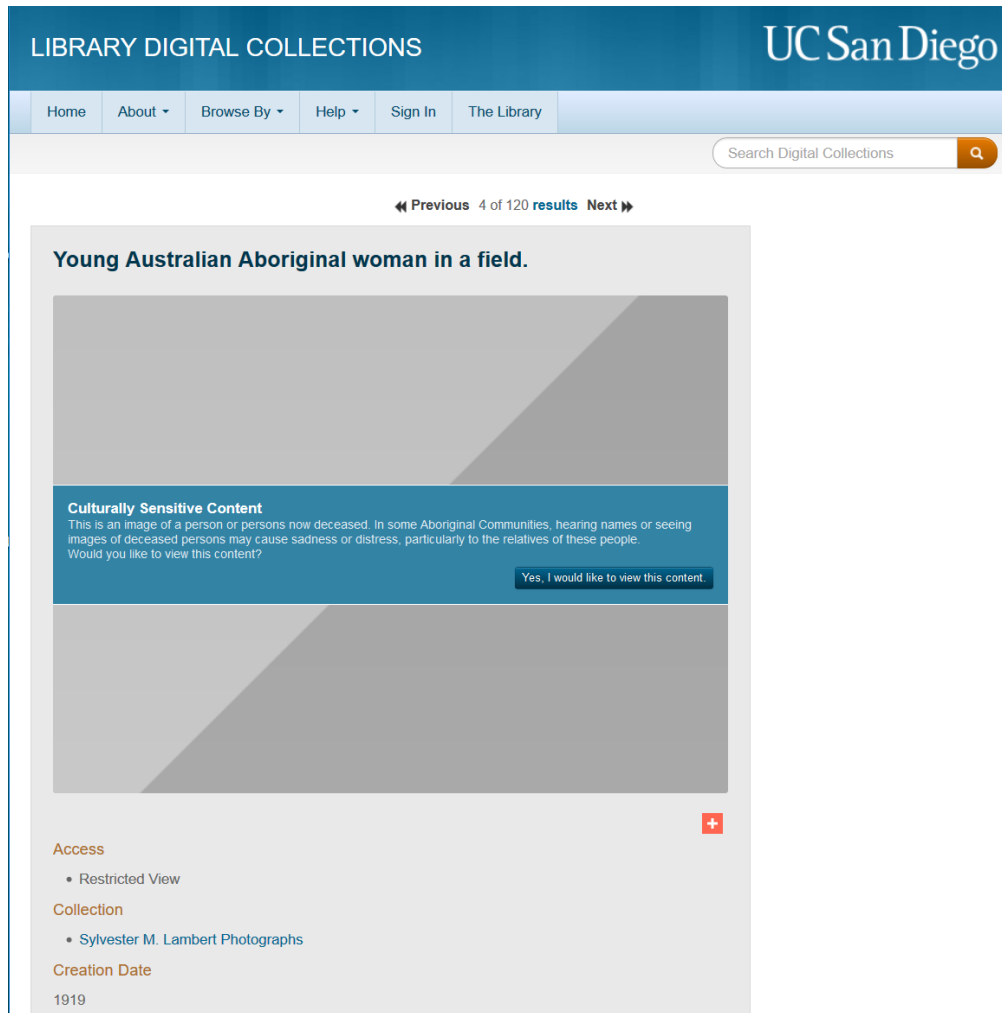 LIBRARY DIGITAL COLLECTIONS
UC San Diego
Home About Browse By Help Sign In The Library
Search Digital Collections
Previous 4 of 120 results Next
Young Australian Aboriginal woman in a field.
Culturally Sensitive Content
This is an image of a person or persons now deceased. In some Aboriginal Communities, hearing names or seeing
images of deceased persons may cause sadness or distress, particularly to the relatives of these people.
Would you like to view this content?
Yes, I would like to view this content.
+
Access
• Restricted View
Collection
• Sylvester M. Lambert Photographs
Creation Date
1919